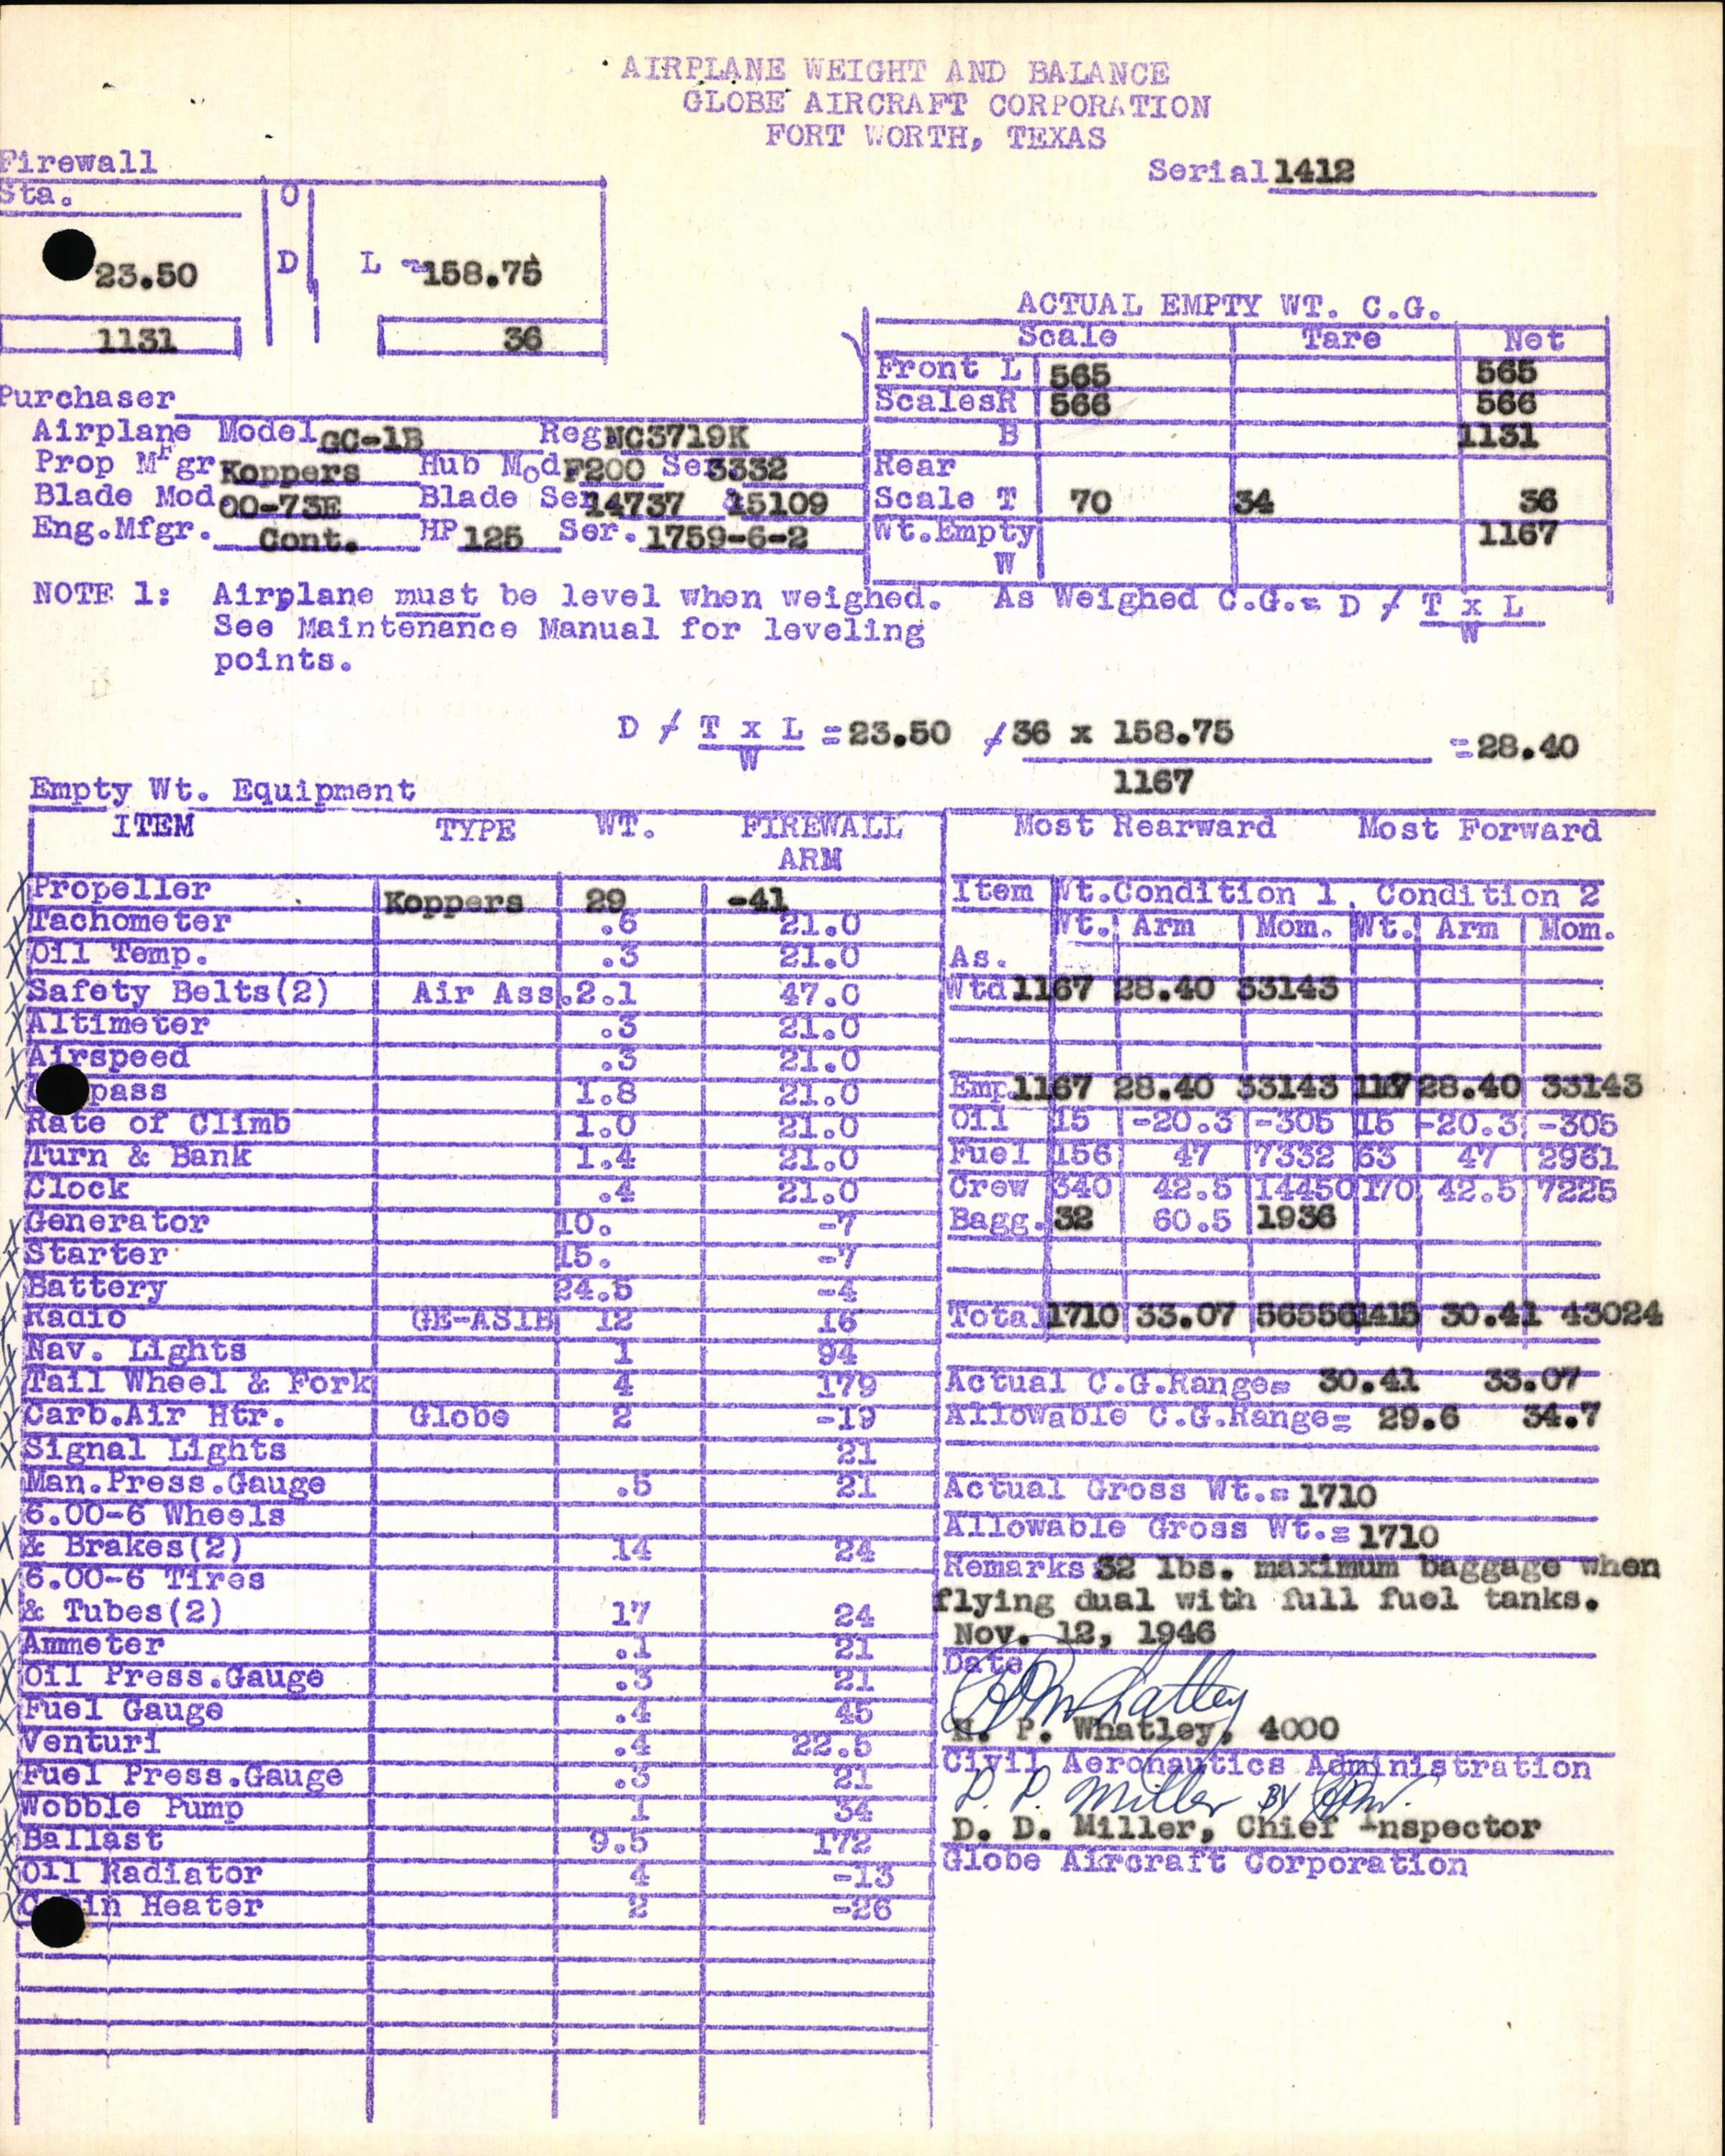 AIRPLANE WEIGHT AND BALANCE
GLOBE AIRCRAFT CORPORATION
FORT WORTH, TEXAS
Serial 1412
Firewall
Sta. O
23.50 D L = 158.75
1131 36
ACTUAL EMPTY WT. C.G.
Scale Tare Net
Front L 565 565
Scales R 566 566
B 1131
Rear
Scale T 70 34 36
Wt.Empty 1167
W
Purchaser
Airplane Model GC-1B Reg. NC3719K
Prop Mfgr Koppers Hub Mod. F200 Ser 3332
Blade Mod 00-73E Blade Ser 14737 & 15109
Eng.Mfgr. Cont. HP 125 Ser. 1759-6-2
NOTE 1: Airplane must be level when weighed. As Weighed C.G.= D / T x L
See Maintenance Manual for leveling W
points.
D / T x L = 23.50 / 36 x 158.75 = 28.40
W 1167
Empty Wt. Equipment
ITEM TYPE WT. FIREWALL
ARM
Propeller Koppers 29 -41
Tachometer .6 21.0
Oil Temp. .3 21.0
Safety Belts(2) Air Ass. 2.1 47.0
Altimeter .3 21.0
Airspeed .3 21.0
pass 1.8 21.0
Rate of Climb 1.0 21.0
Turn & Bank 1.4 21.0
Clock .4 21.0
Generator 10. -7
Starter 15. -7
Battery 24.5 -4
Radio GE-AS1B 12 16
Nav. Lights 1 94
Tail Wheel & Fork 4 179
Carb.Air Htr. Globe 2 -19
Signal Lights 21
Man.Press.Gauge .5 21
6.00-6 Wheels
& Brakes(2) 14 24
6.00-6 Tires
& Tubes(2) 17 24
Ammeter .1 21
Oil Press.Gauge .3 21
Fuel Gauge .4 45
Venturi .4 22.5
Fuel Press.Gauge .3 21
Wobble Pump 1 34
Ballast 9.5 172
Oil Radiator 4 -13
in Heater 2 -26
Most Rearward Most Forward
Item Wt.Condition 1, Condition 2
Wt. Arm Mom. Wt. Arm Mom.
As.
Wtd 1167 28.40 33143
Emp. 1167 28.40 33143 28.40 33143
Oil 15 -20.3 -305 15 -20.3 -305
Fuel 156 47 7332 63 47 2961
Crew 340 42.5 14450 170 42.5 7225
Bagg. 32 60.5 1936
Total 1710 33.07 56556 1415 30.41 43024
Actual C.G.Range= 30.41 33.07
Allowable C.G.Range= 29.6 34.7
Actual Gross Wt.= 1710
Allowable Gross Wt.= 1710
Remarks 32 lbs. maximum baggage when
flying dual with full fuel tanks.
Nov. 12, 1946
Date
HPWhatley
H. P. Whatley, 4000
Civil Aeronautics Administration
D. D. Miller BY HPW.
D. D. Miller, Chief Inspector
Globe Aircraft Corporation